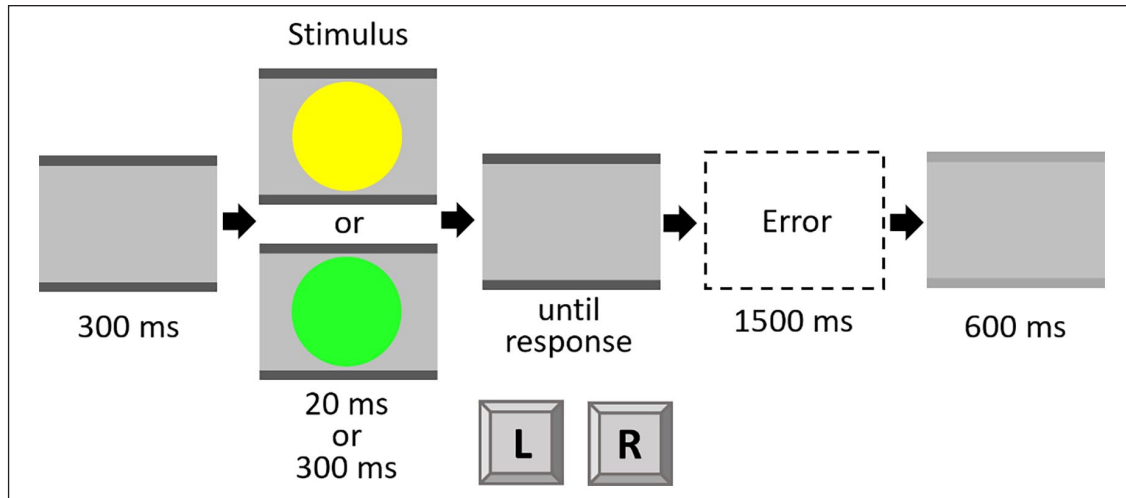 Stimulus
or
300 ms
20 ms
or
300 ms
until
response
L
R
Error
1500 ms
600 ms